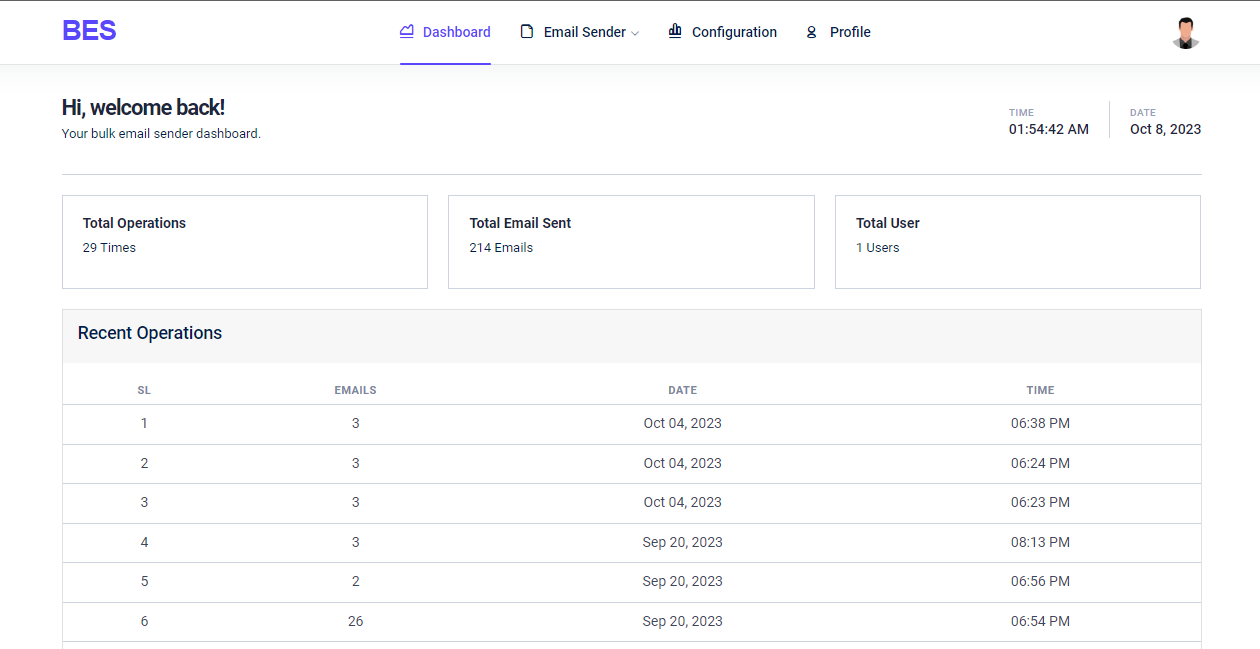 BES
Dashboard Email Sender Configuration Profile
Hi, welcome back!
Your bulk email sender dashboard.
TIME DATE
01:54:42 AM Oct 8, 2023
Total Operations Total Email Sent Total User
29 Times 214 Emails 1 Users
Recent Operations
SL EMAILS DATE TIME
1 3 Oct 04, 2023 06:38 PM
2 3 Oct 04, 2023 06:24 PM
3 3 Oct 04, 2023 06:23 PM
4 3 Sep 20, 2023 08:13 PM
5 2 Sep 20, 2023 06:56 PM
6 26 Sep 20, 2023 06:54 PM